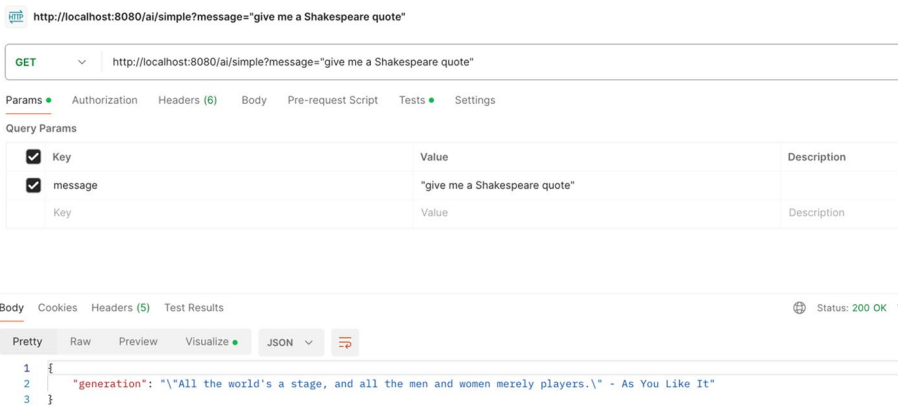 HTTP http://localhost:8080/ai/simple?message="give me a Shakespeare quote"
GET http://localhost:8080/ai/simple?message="give me a Shakespeare quote"
Params Authorization Headers (6) Body Pre-request Script Tests Settings
Query Params
Key Value Description
message "give me a Shakespeare quote"
Key Value Description
Body Cookies Headers (5) Test Results Status: 200 OK
Pretty Raw Preview Visualize JSON
1 {
2 "generation": "\"All the world's a stage, and all the men and women merely players.\" - As You Like It"
3 }